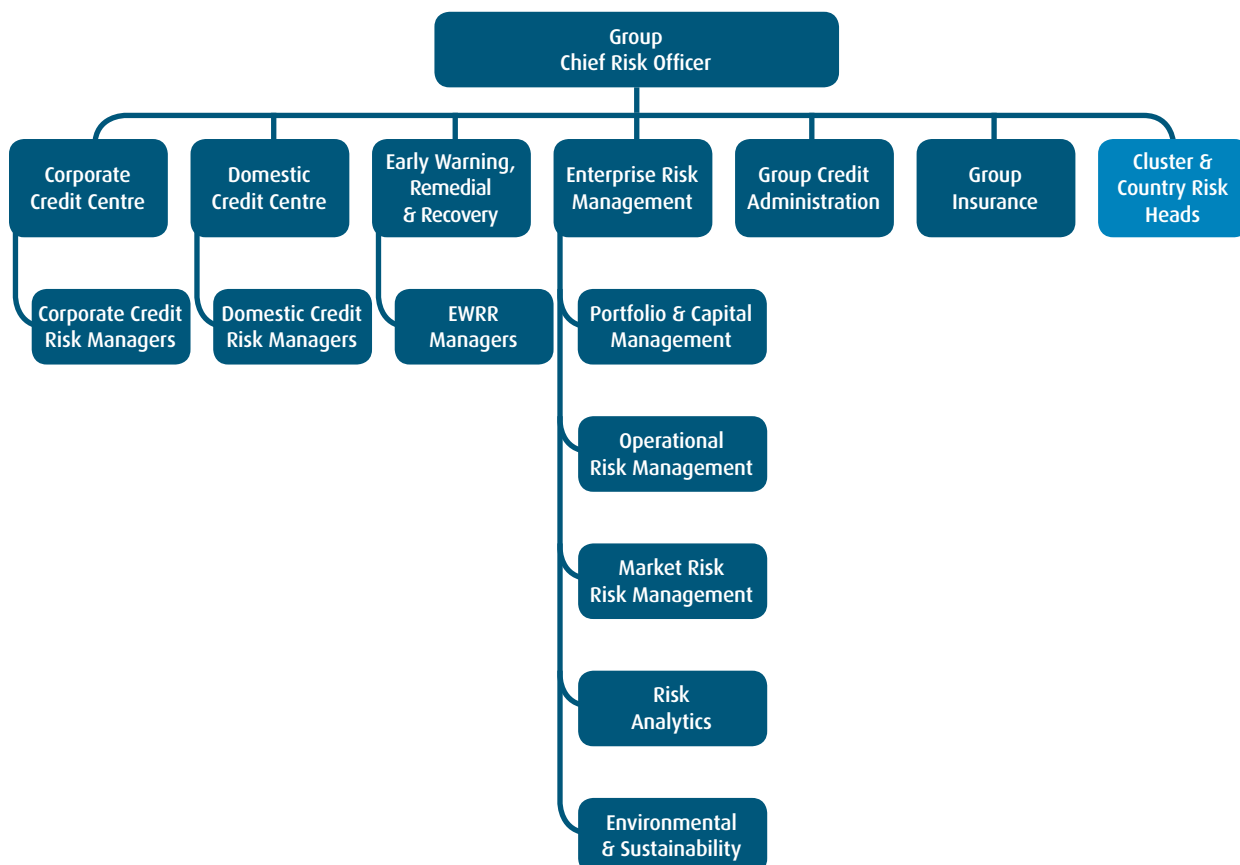 Group
Chief Risk Officer
Corporate
Credit Centre
Domestic
Credit Centre
Early Warning,
Remedial
& Recovery
Enterprise Risk
Management
Group Credit
Administration
Group
Insurance
Cluster &
Country Risk
Heads
Corporate Credit
Risk Managers
Domestic Credit
Risk Managers
EWRR
Managers
Portfolio & Capital
Management
Operational
Risk Management
Market Risk
Risk Management
Risk
Analytics
Environmental
& Sustainability